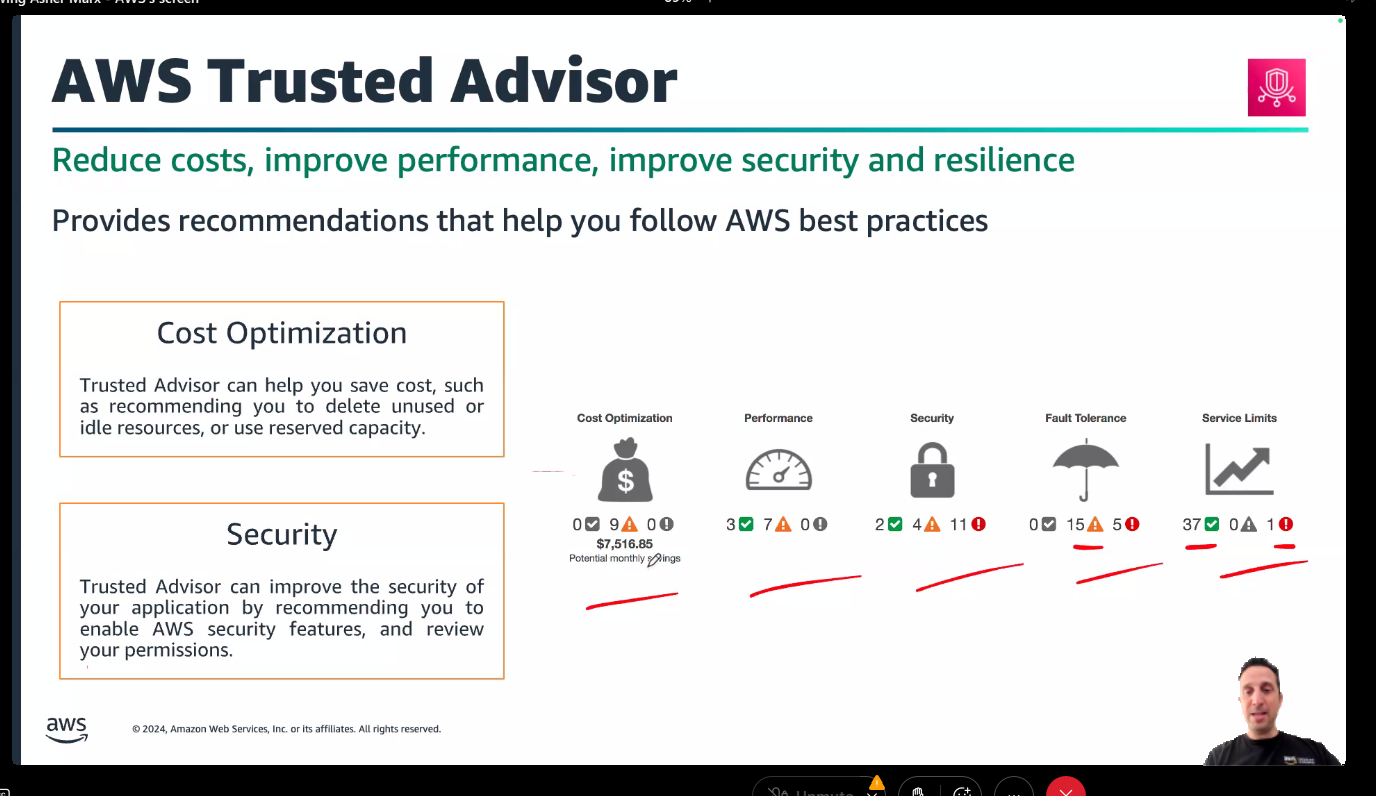 AWS's screen
AWS Trusted Advisor
Reduce costs, improve performance, improve security and resilience
Provides recommendations that help you follow AWS best practices
Cost Optimization
Trusted Advisor can help you save cost, such
as recommending you to delete unused or
idle resources, or use reserved capacity.
Security
Trusted Advisor can improve the security of
your application by recommending you to
enable AWS security features, and review
your permissions.
Cost Optimization
0 9 0
$7,516.85
Potential monthly savings
Performance
3 7 0
Security
2 4 11
Fault Tolerance
0 15 5
Service Limits
37 0 1
aws
© 2024, Amazon Web Services, Inc. or its affiliates. All rights reserved.
Unmute